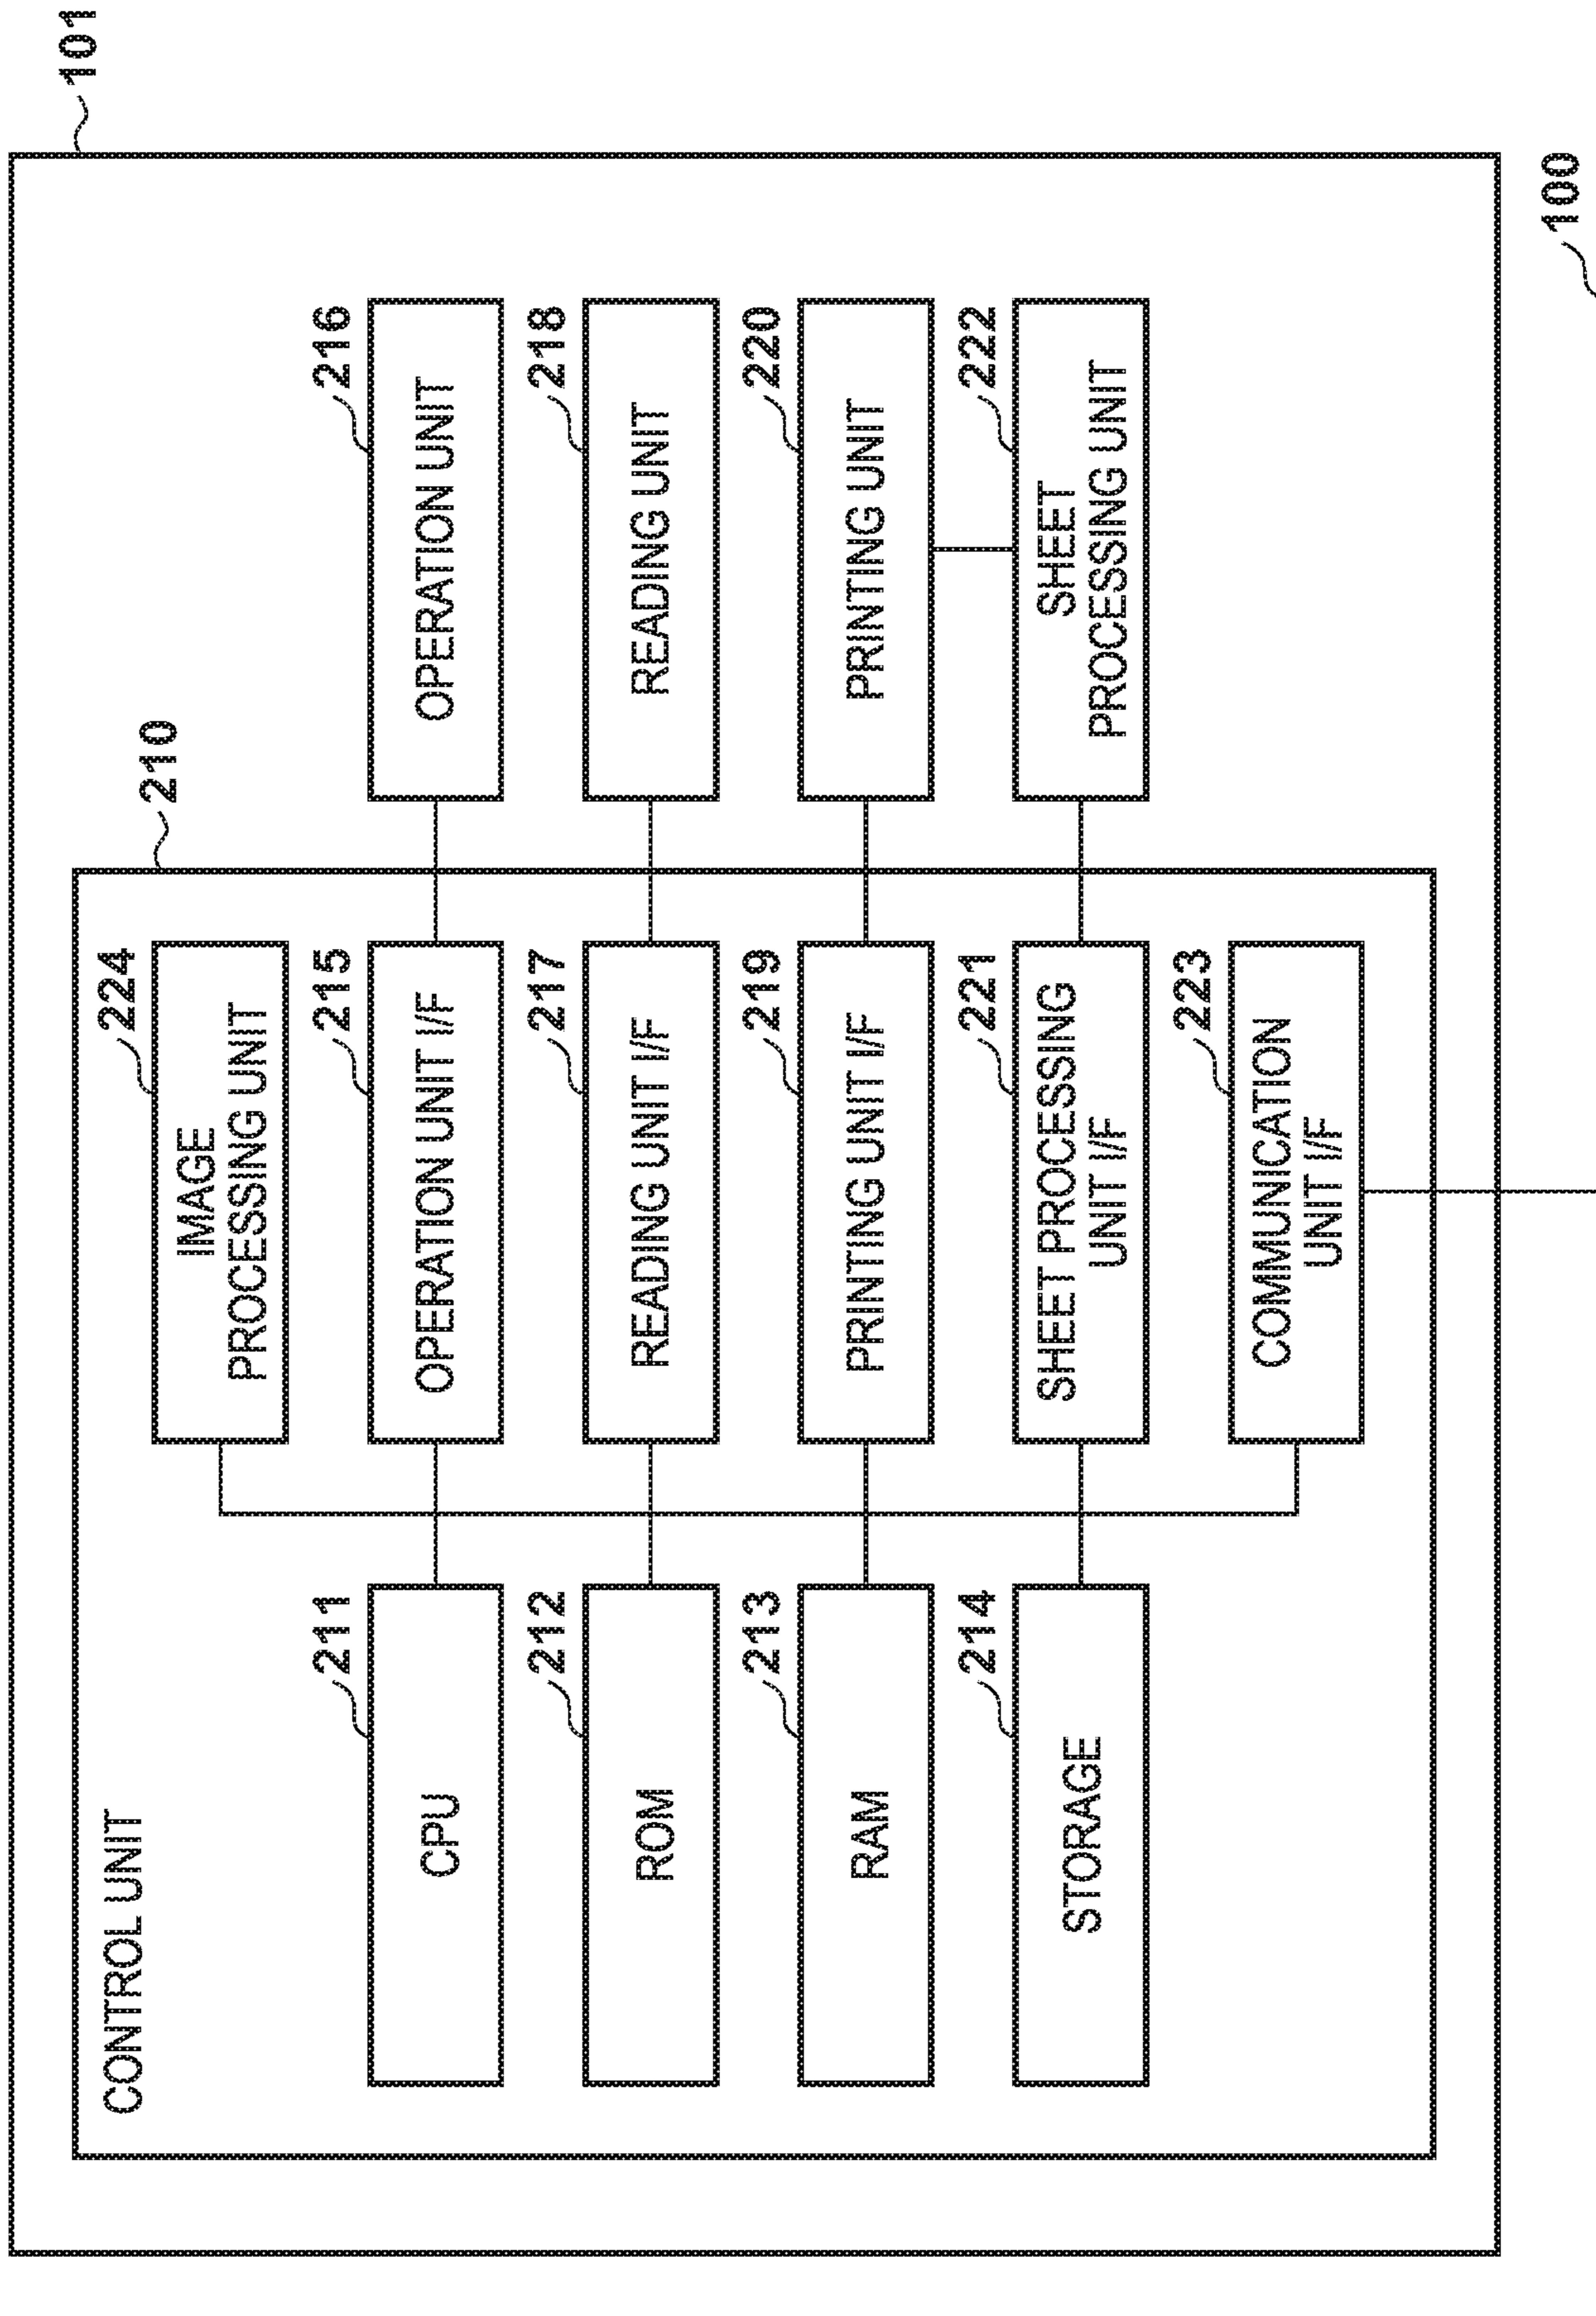 101
CONTROL UNIT
210
224
IMAGE
PROCESSING UNIT
211
CPU
215
OPERATION UNIT I/F
216
OPERATION UNIT
212
ROM
217
READING UNIT I/F
218
READING UNIT
213
RAM
219
PRINTING UNIT I/F
220
PRINTING UNIT
214
STORAGE
221
SHEET PROCESSING
UNIT I/F
222
SHEET
PROCESSING UNIT
223
COMMUNICATION
UNIT I/F
100